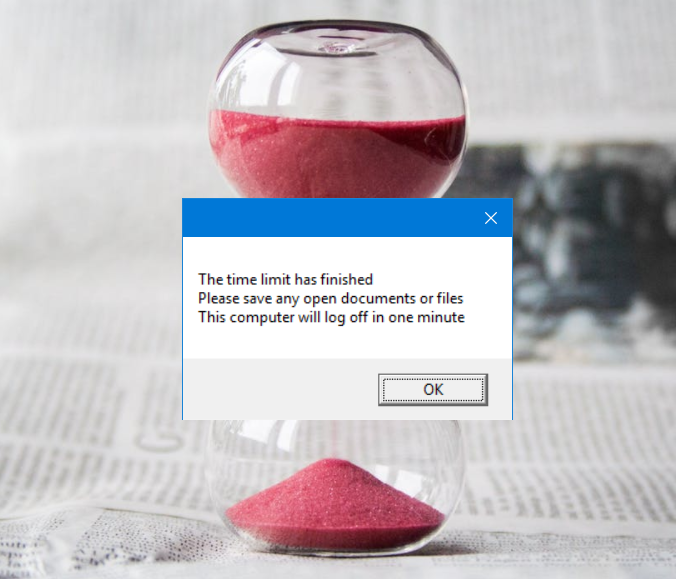 The time limit has finished
Please save any open documents or files
This computer will log off in one minute
OK